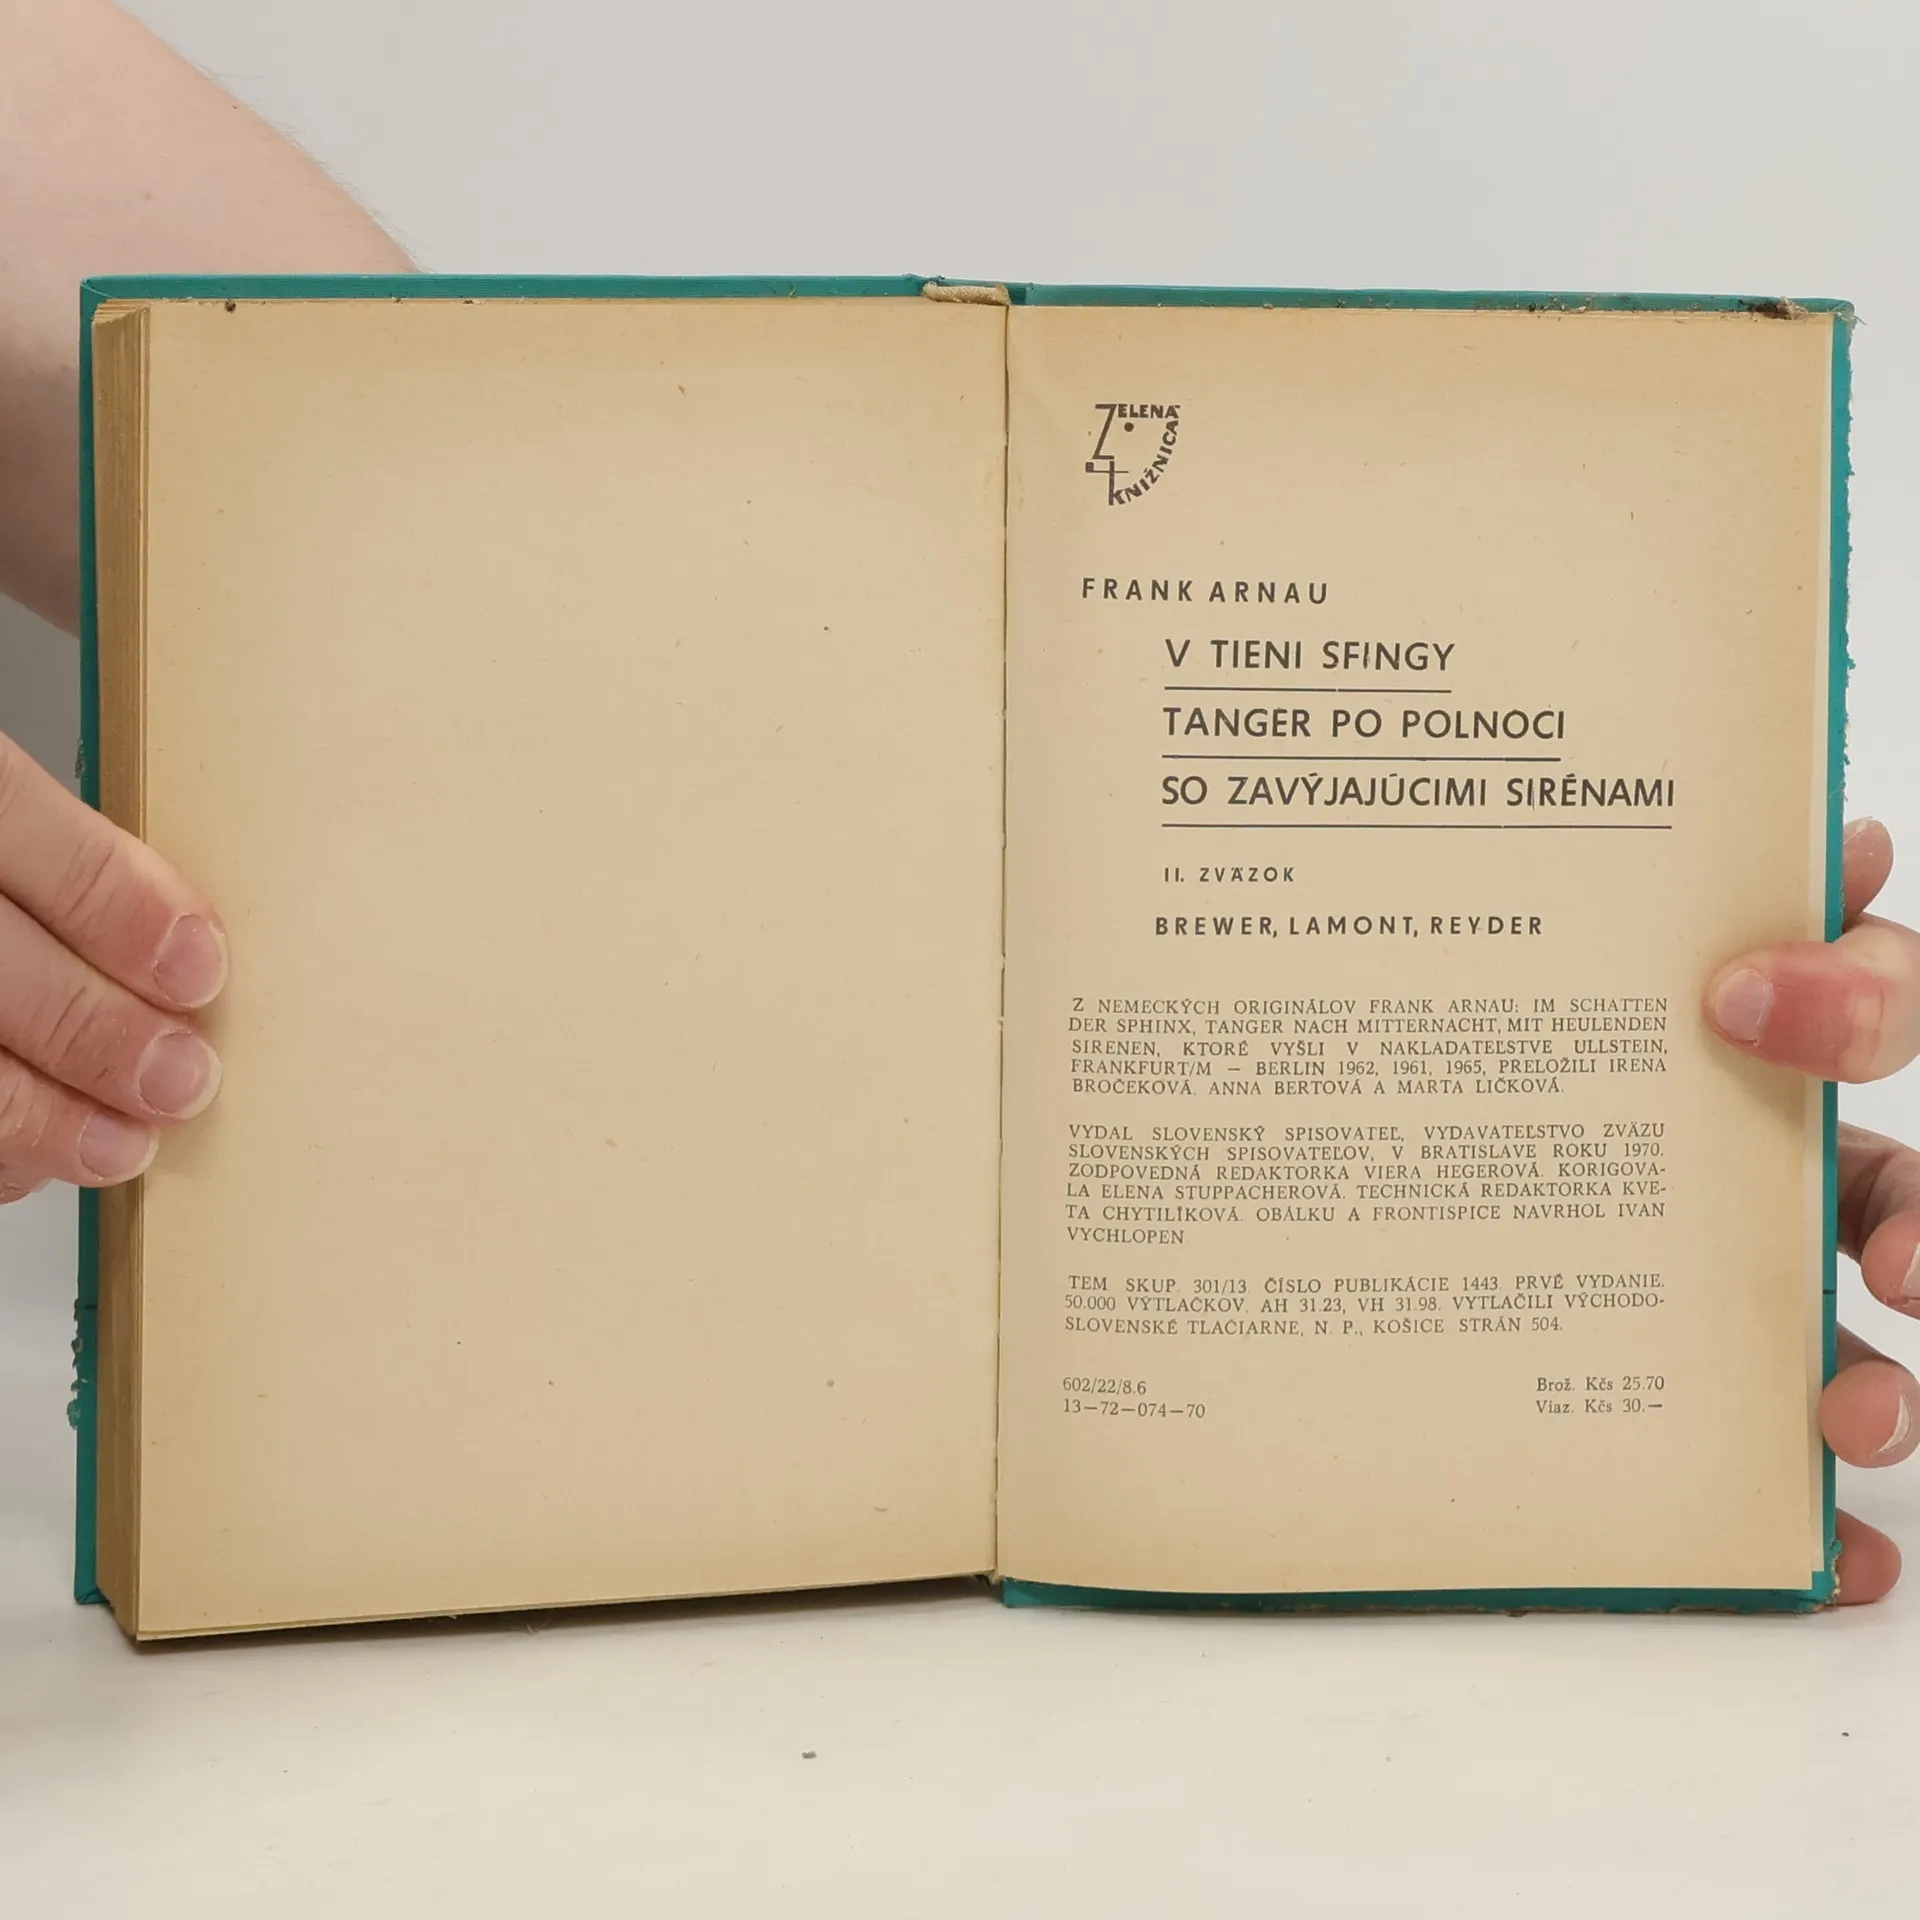 ZELENÁ
KNIŽNICA
FRANK ARNAU
V TIENI SFINGY
TANGER PO POLNOCI
SO ZAVÝJAJÚCIMI SIRÉNAMI
II. ZVÄZOK
BREWER, LAMONT, REYDER
Z NEMECKÝCH ORIGINÁLOV FRANK ARNAU: IM SCHATTEN
DER SPHINX, TANGER NACH MITTERNACHT, MIT HEULENDEN
SIRENEN, KTORÉ VYŠLI V NAKLADATEĽSTVE ULLSTEIN,
FRANKFURT/M — BERLIN 1962, 1961, 1965, PRELOŽILI IRENA
BROČEKOVÁ. ANNA BERTOVÁ A MARTA LIČKOVÁ.
VYDAL SLOVENSKÝ SPISOVATEĽ, VYDAVATEĽSTVO ZVÄZU
SLOVENSKÝCH SPISOVATEĽOV, V BRATISLAVE ROKU 1970.
ZODPOVEDNÁ REDAKTORKA VIERA HEGEROVÁ. KORIGOVA-
LA ELENA STUPPACHEROVÁ. TECHNICKÁ REDAKTORKA KVE-
TA CHYTILÍKOVÁ. OBÁLKU A FRONTISPICE NAVRHOL IVAN
VYCHLOPEN
TEM SKUP. 301/13. ČÍSLO PUBLIKÁCIE 1443. PRVÉ VYDANIE.
50.000 VÝTLAČKOV. AH 31.23, VH 31.98. VYTLAČILI VÝCHODO-
SLOVENSKÉ TLAČIARNE, N. P., KOŠICE STRÁN 504.
602/22/8.6
13—72—074—70
Brož. Kčs 25.70
Viaz. Kčs 30.—